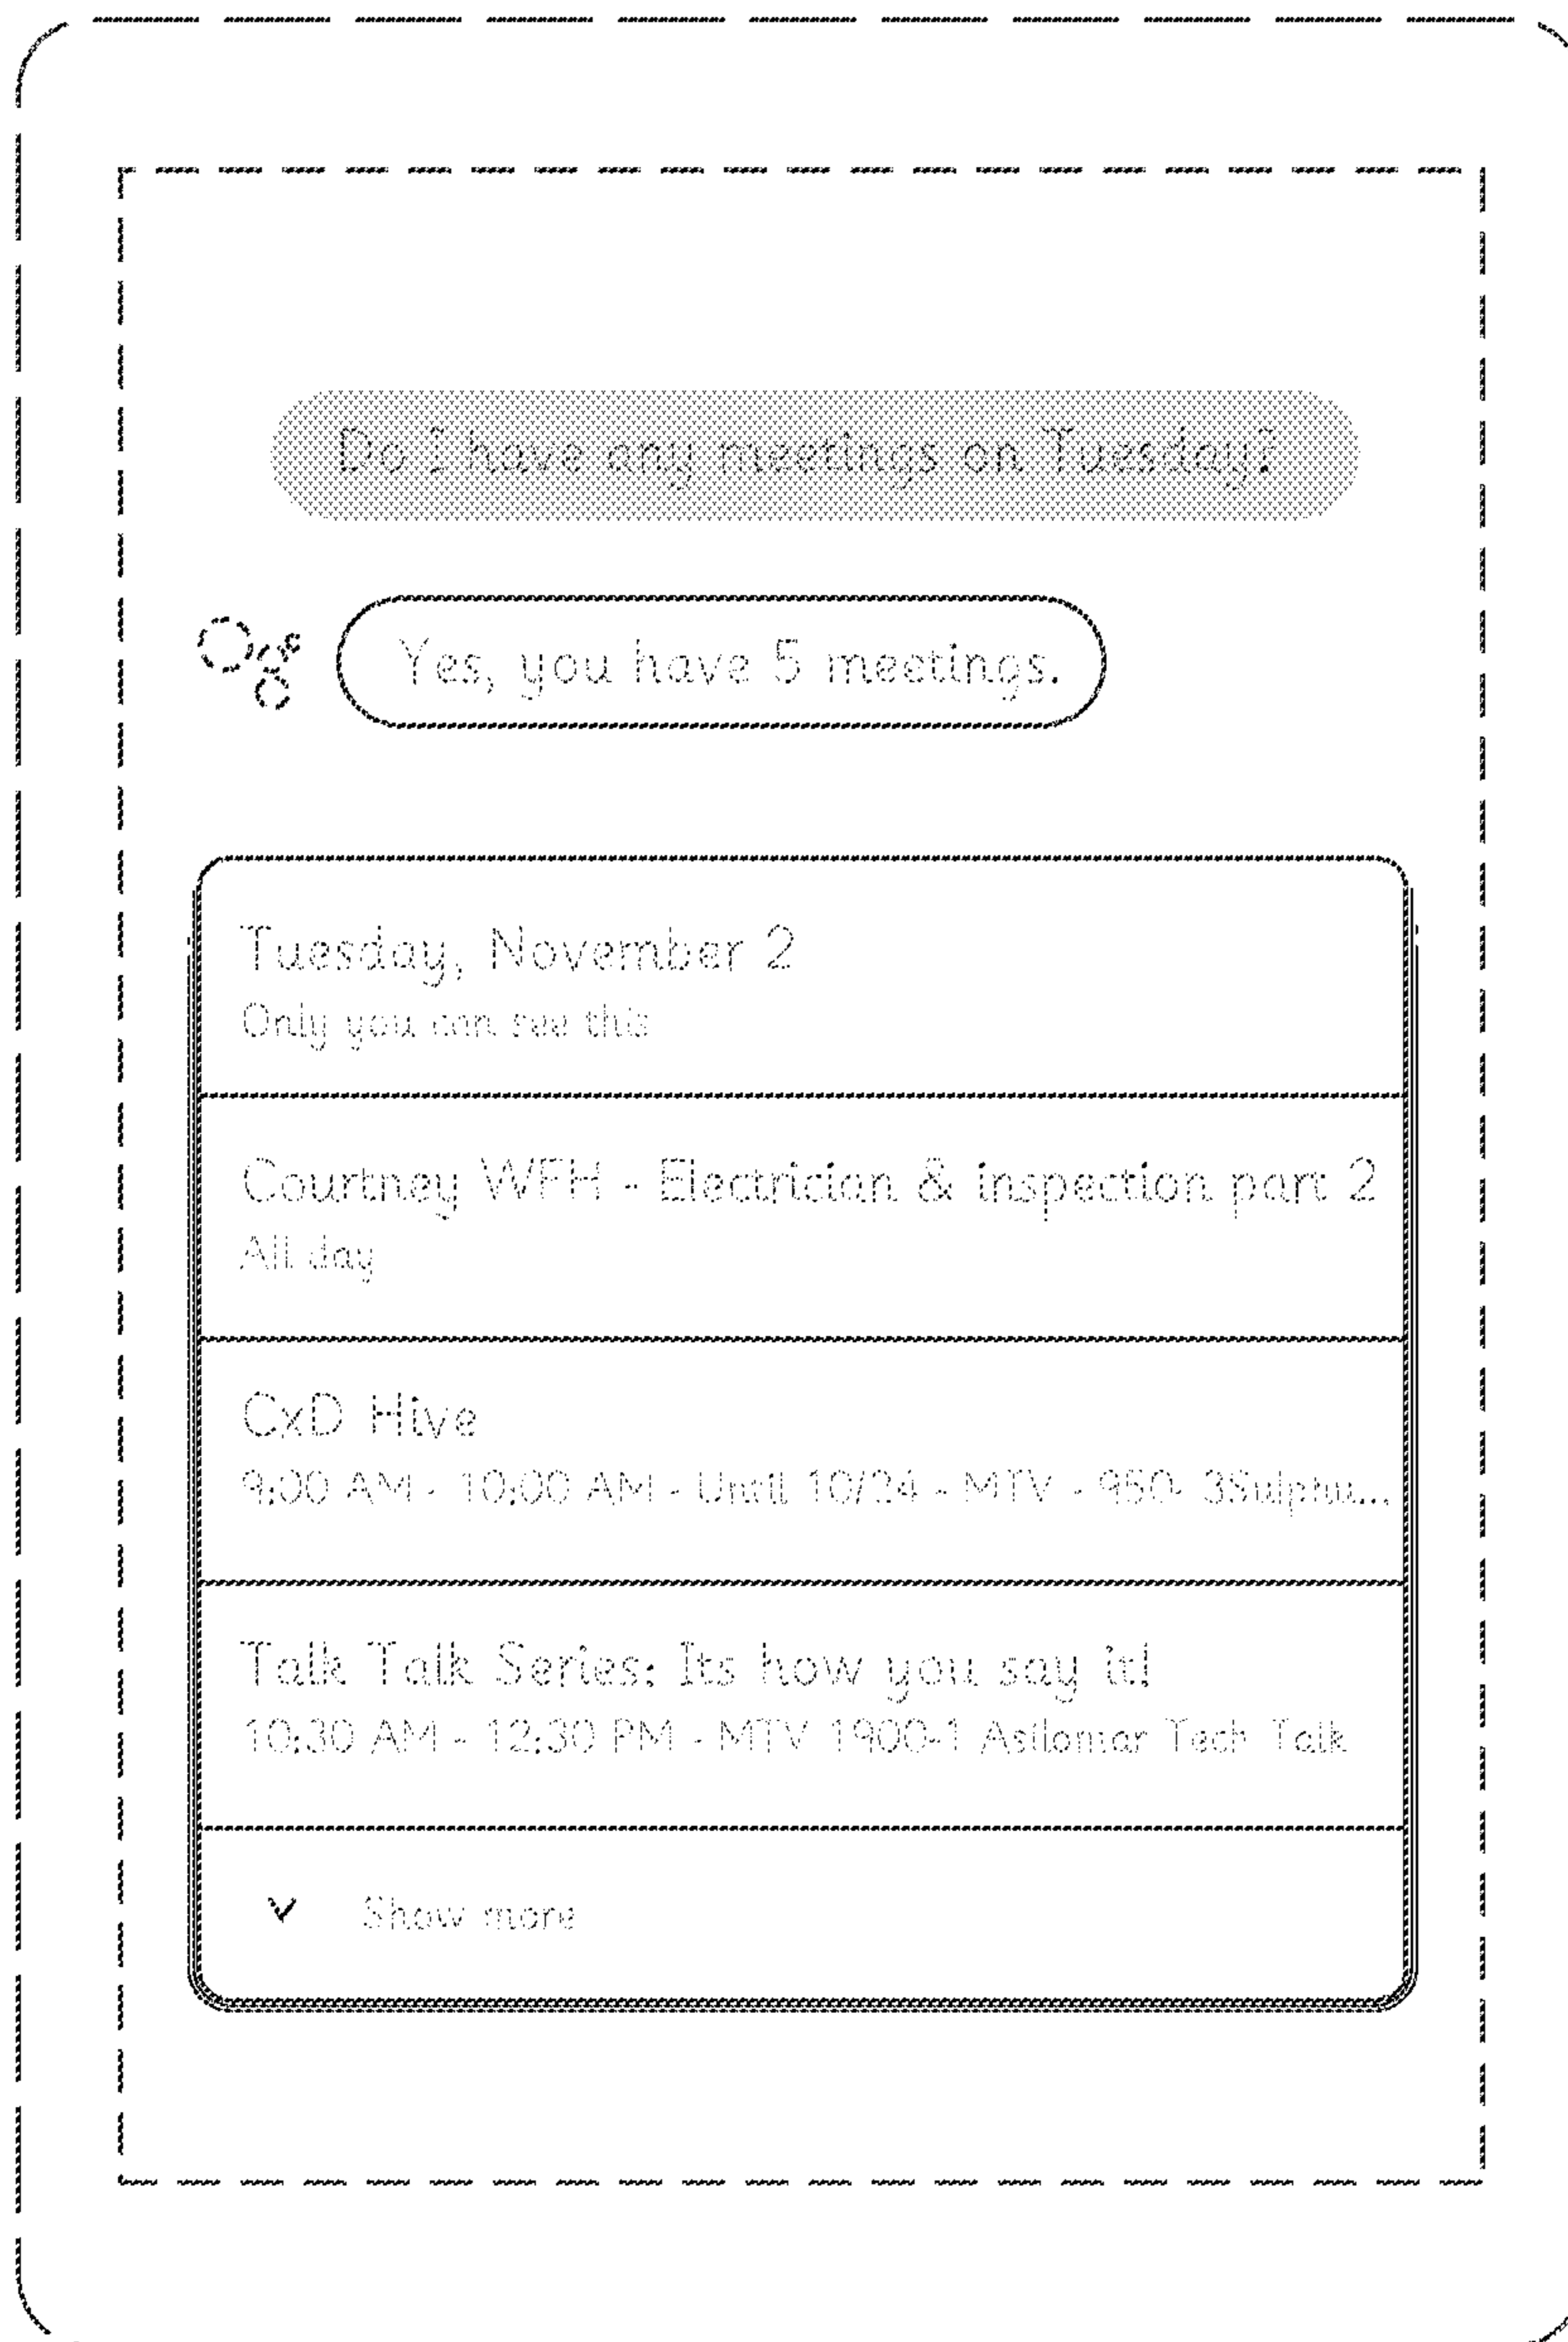 Do I have any meetings on Tuesday?
Yes, you have 5 meetings.
Tuesday, November 2
Only you can see this
Courtney WFH - Electrician & inspection part 2
All day
CxD Hive
9:00 AM - 10:00 AM - Until 10/24 - MTV - 950- 3Sulphu...
Talk Talk Series: Its how you say it!
10:30 AM - 12:30 PM - MTV 1900-1 Asilomar Tech Talk
Show more